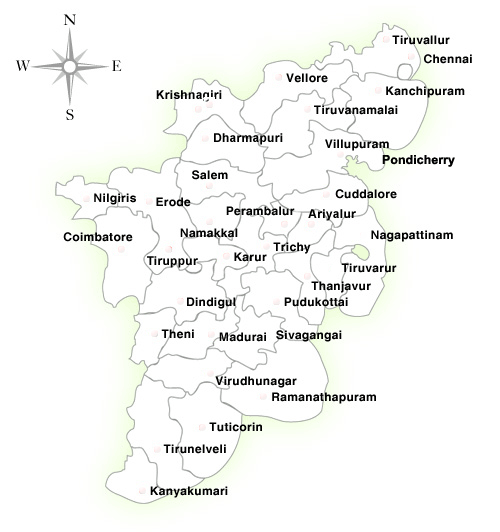 N
W E
S
Tiruvallur
Chennai
Vellore
Kanchipuram
Krishnagiri
Tiruvanamalai
Dharmapuri
Villupuram
Pondicherry
Salem
Cuddalore
Nilgiris
Erode
Perambalur
Ariyalur
Namakkal
Nagapattinam
Coimbatore
Trichy
Tiruppur
Karur
Tiruvarur
Thanjavur
Dindigul
Pudukottai
Theni
Madurai
Sivagangai
Virudhunagar
Ramanathapuram
Tuticorin
Tirunelveli
Kanyakumari